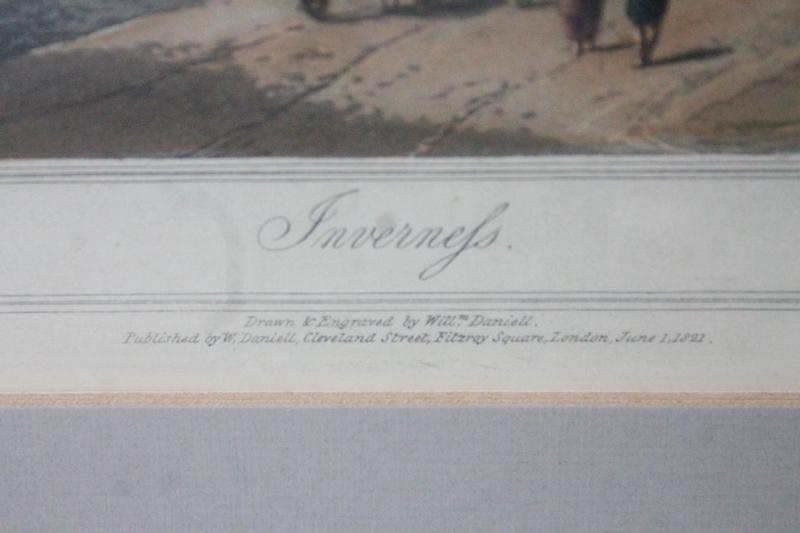 Inverneſs.
Drawn & Engraved by Will.ᵐ Daniell.
Published by W. Daniell, Cleveland Street, Fitzroy Square, London, June 1, 1821.